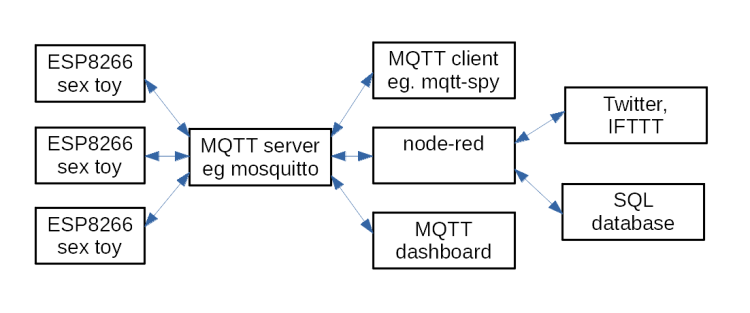 ESP8266
sex toy
ESP8266
sex toy
ESP8266
sex toy
MQTT server
eg mosquitto
MQTT client
eg. mqtt-spy
node-red
MQTT
dashboard
Twitter,
IFTTT
SQL
database